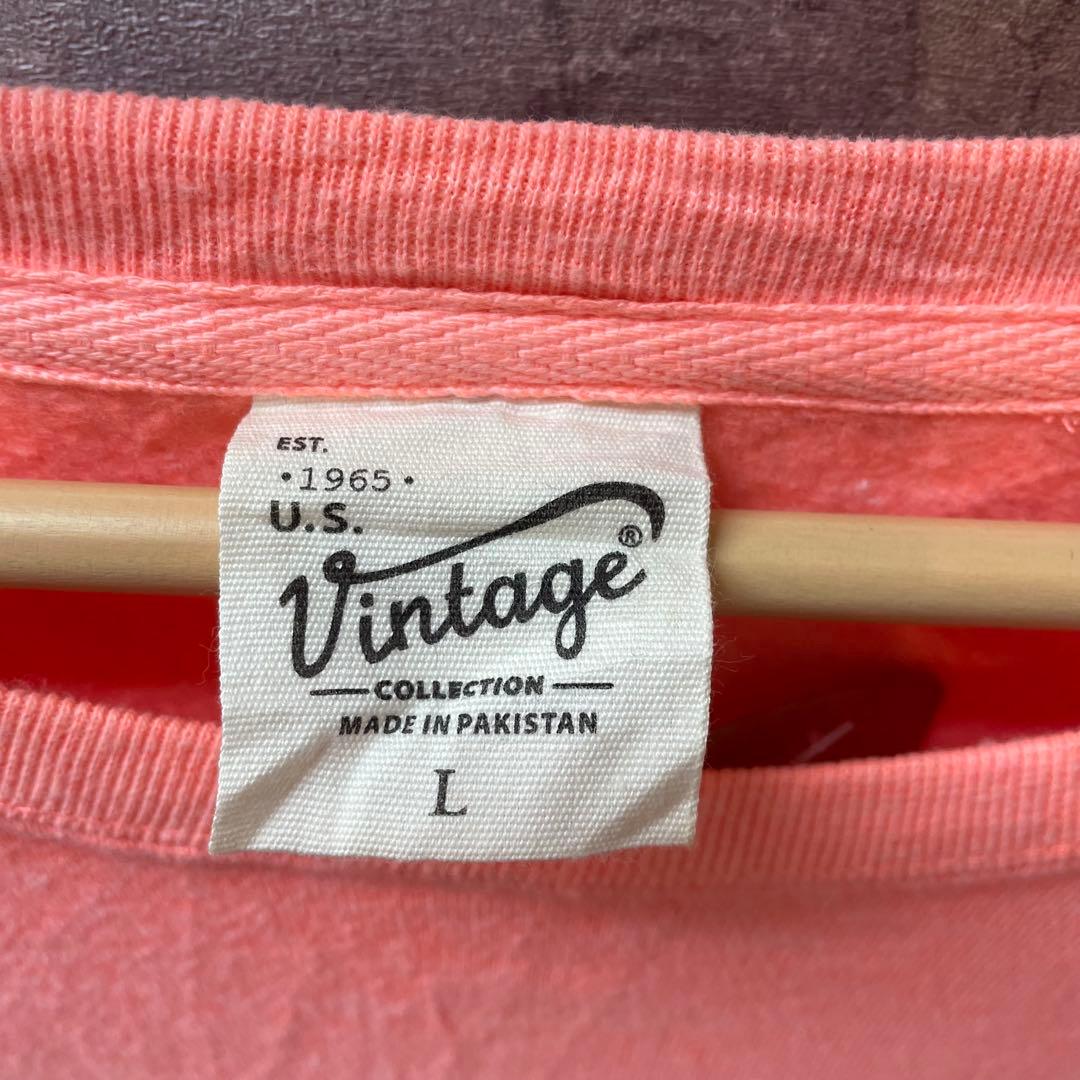 EST.
·1965·
U.S.
Vintage®
COLLECTION
MADE IN PAKISTAN
L